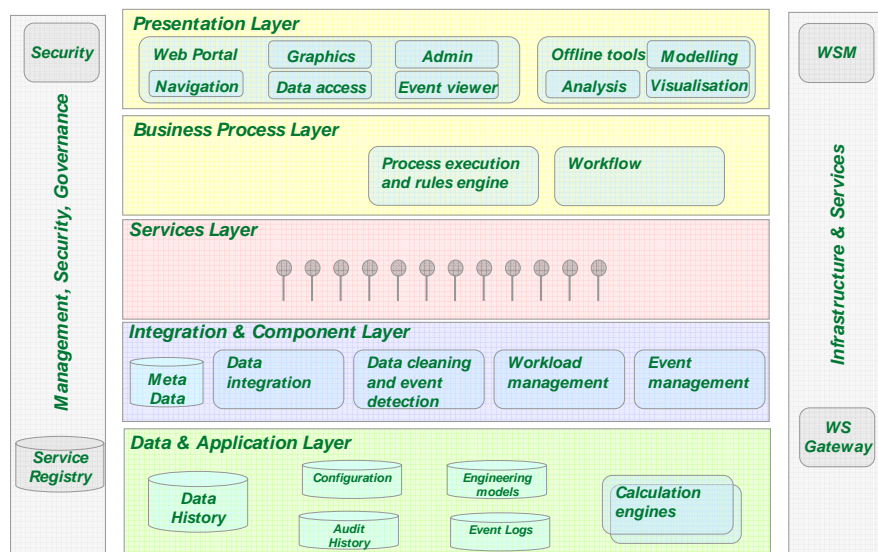 Security
Management, Security, Governance
Service
Registry
Presentation Layer
Web Portal
Graphics
Admin
Navigation
Data access
Event viewer
Offline tools
Modelling
Analysis
Visualisation
Business Process Layer
Process execution
and rules engine
Workflow
Services Layer
Integration & Component Layer
Meta
Data
Data
integration
Data cleaning
and event
detection
Workload
management
Event
management
Data & Application Layer
Data
History
Configuration
Engineering
models
Audit
History
Event Logs
Calculation
engines
WSM
Infrastructure & Services
WS
Gateway